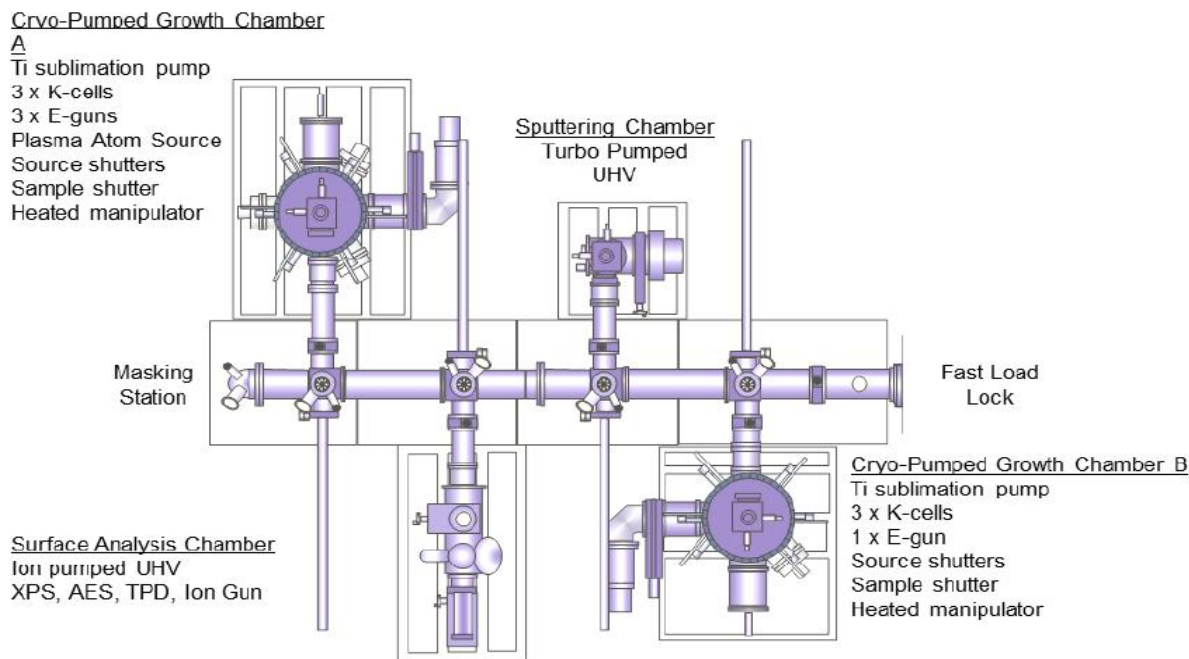 Cryo-Pumped Growth Chamber
A
Ti sublimation pump
3 x K-cells
3 x E-guns
Plasma Atom Source
Source shutters
Sample shutter
Heated manipulator
Sputtering Chamber
Turbo Pumped
UHV
Masking
Station
Fast Load
Lock
Surface Analysis Chamber
Ion pumped UHV
XPS, AES, TPD, Ion Gun
Cryo-Pumped Growth Chamber B
Ti sublimation pump
3 x K-cells
1 x E-gun
Source shutters
Sample shutter
Heated manipulator